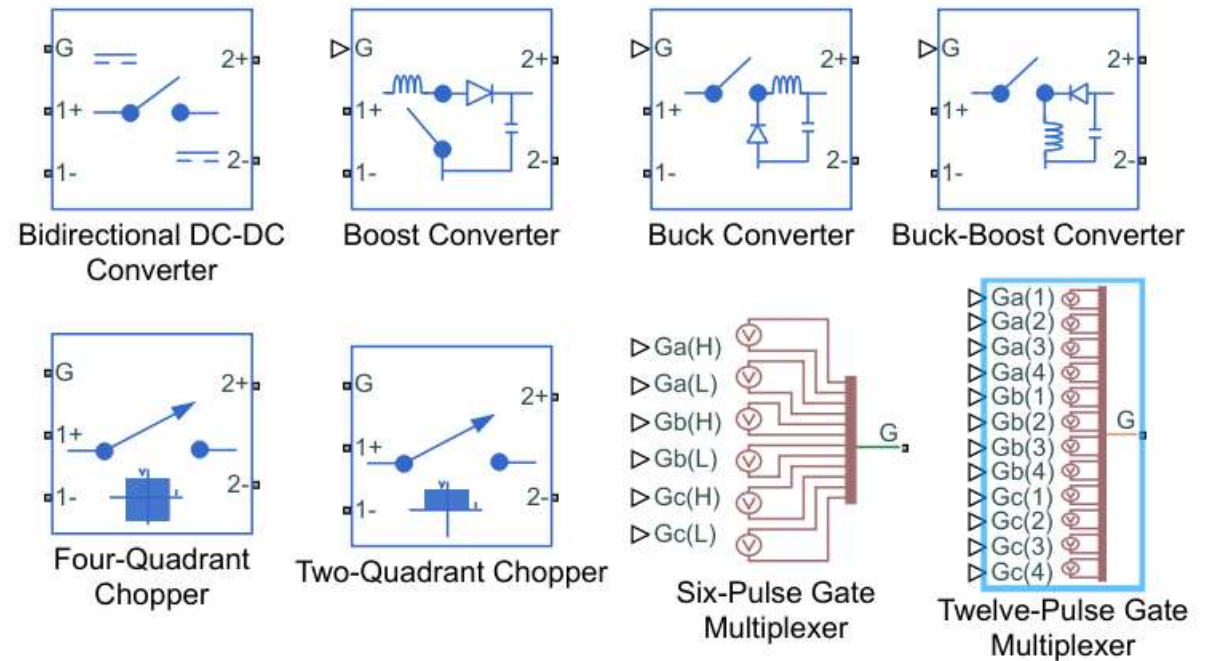 G
1+
1-
2+
2-
Bidirectional DC-DC
Converter
G
1+
1-
2+
2-
Boost Converter
G
1+
1-
2+
2-
Buck Converter
G
1+
1-
2+
2-
Buck-Boost Converter
G
1+
1-
2+
2-
V
I
Four-Quadrant
Chopper
G
1+
1-
2+
2-
V
I
Two-Quadrant Chopper
Ga(H)
Ga(L)
Gb(H)
Gb(L)
Gc(H)
Gc(L)
V
V
V
V
V
V
G
Six-Pulse Gate
Multiplexer
Ga(1)
Ga(2)
Ga(3)
Ga(4)
Gb(1)
Gb(2)
Gb(3)
Gb(4)
Gc(1)
Gc(2)
Gc(3)
Gc(4)
V
V
V
V
V
V
V
V
V
V
V
V
G
Twelve-Pulse Gate
Multiplexer